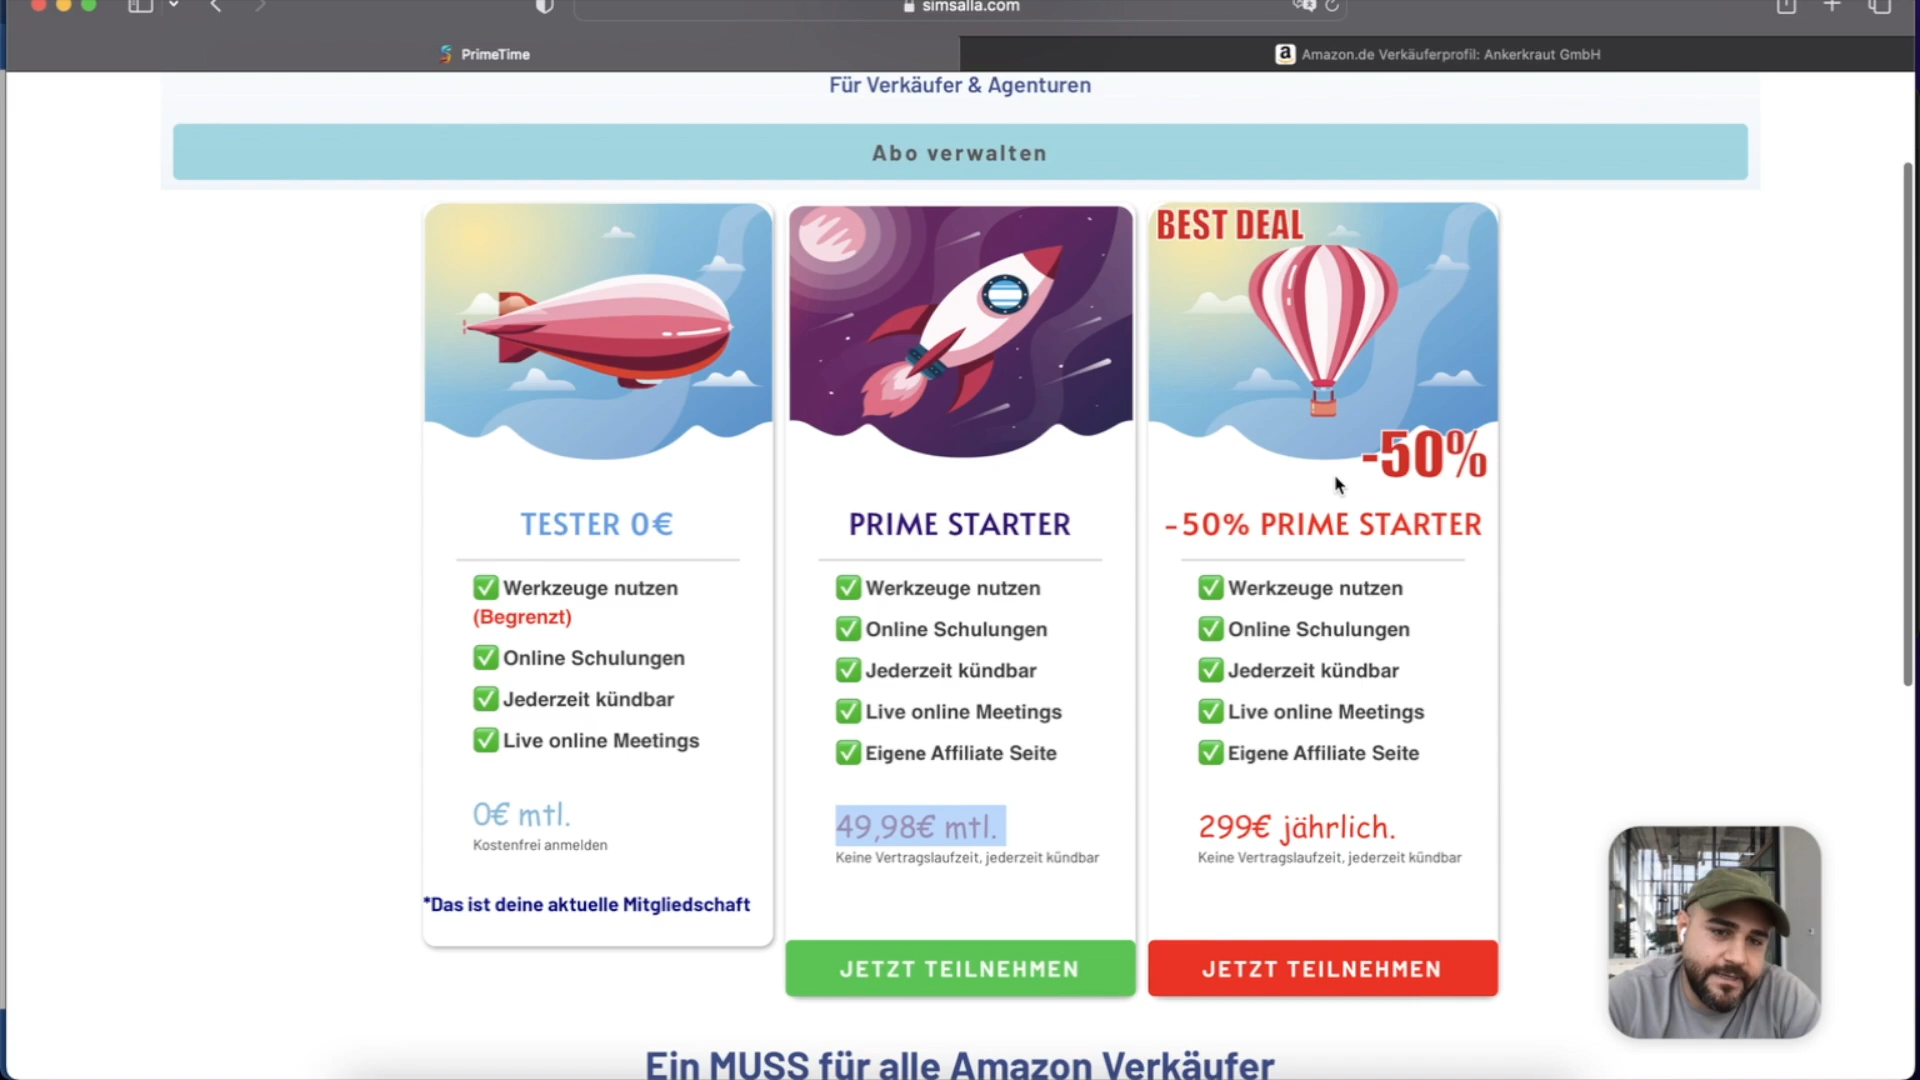 simsalla.com
PrimeTime
Amazon.de Verkäuferprofil: Ankerkraut GmbH
Für Verkäufer & Agenturen
Abo verwalten
BEST DEAL
-50%
TESTER 0€
✅ Werkzeuge nutzen
(Begrenzt)
✅ Online Schulungen
✅ Jederzeit kündbar
✅ Live online Meetings
0€ mtl.
Kostenfrei anmelden
*Das ist deine aktuelle Mitgliedschaft
PRIME STARTER
✅ Werkzeuge nutzen
✅ Online Schulungen
✅ Jederzeit kündbar
✅ Live online Meetings
✅ Eigene Affiliate Seite
49,98€ mtl.
Keine Vertragslaufzeit, jederzeit kündbar
JETZT TEILNEHMEN
-50% PRIME STARTER
✅ Werkzeuge nutzen
✅ Online Schulungen
✅ Jederzeit kündbar
✅ Live online Meetings
✅ Eigene Affiliate Seite
299€ jährlich.
Keine Vertragslaufzeit, jederzeit kündbar
JETZT TEILNEHMEN
Ein MUSS für alle Amazon Verkäufer